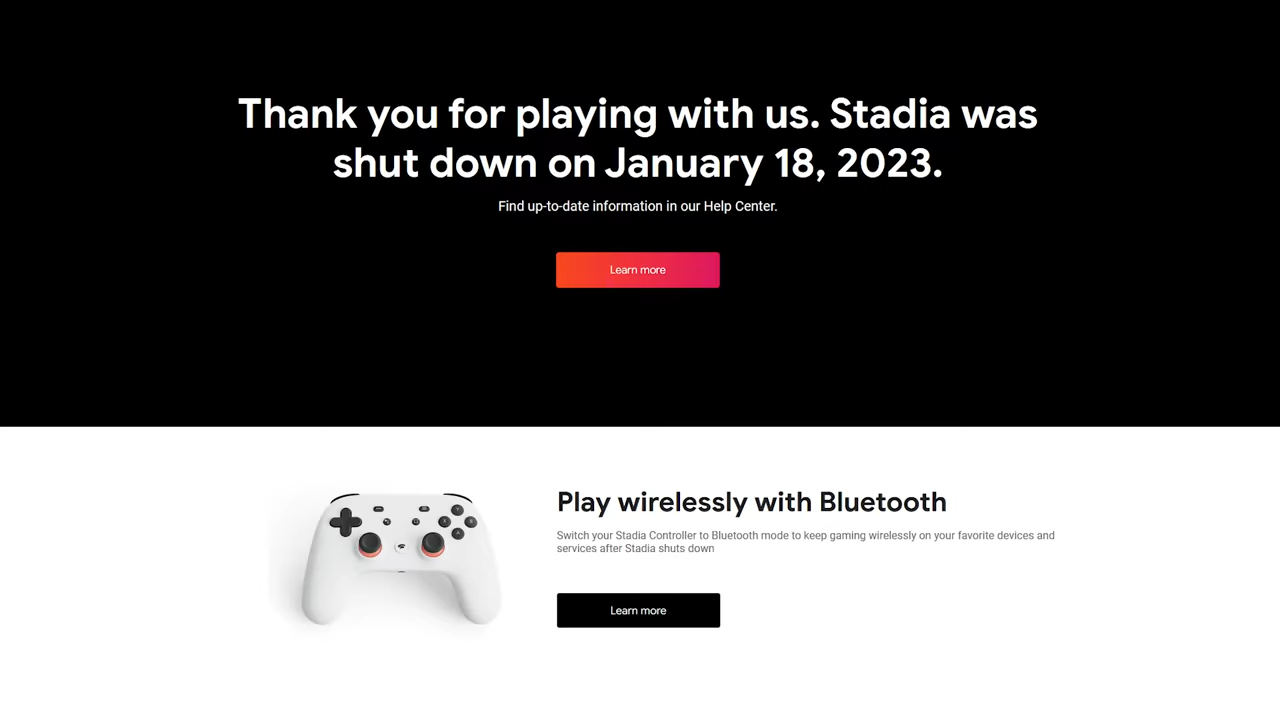 Thank you for playing with us. Stadia was
shut down on January 18, 2023.
Find up-to-date information in our Help Center.
Learn more
Play wirelessly with Bluetooth
Switch your Stadia Controller to Bluetooth mode to keep gaming wirelessly on your favorite devices and
services after Stadia shuts down
Learn more